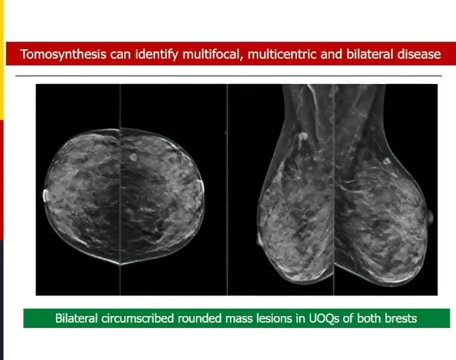 Tomosynthesis can identify multifocal, multicentric and bilateral disease
Bilateral circumscribed rounded mass lesions in UOQs of both brests